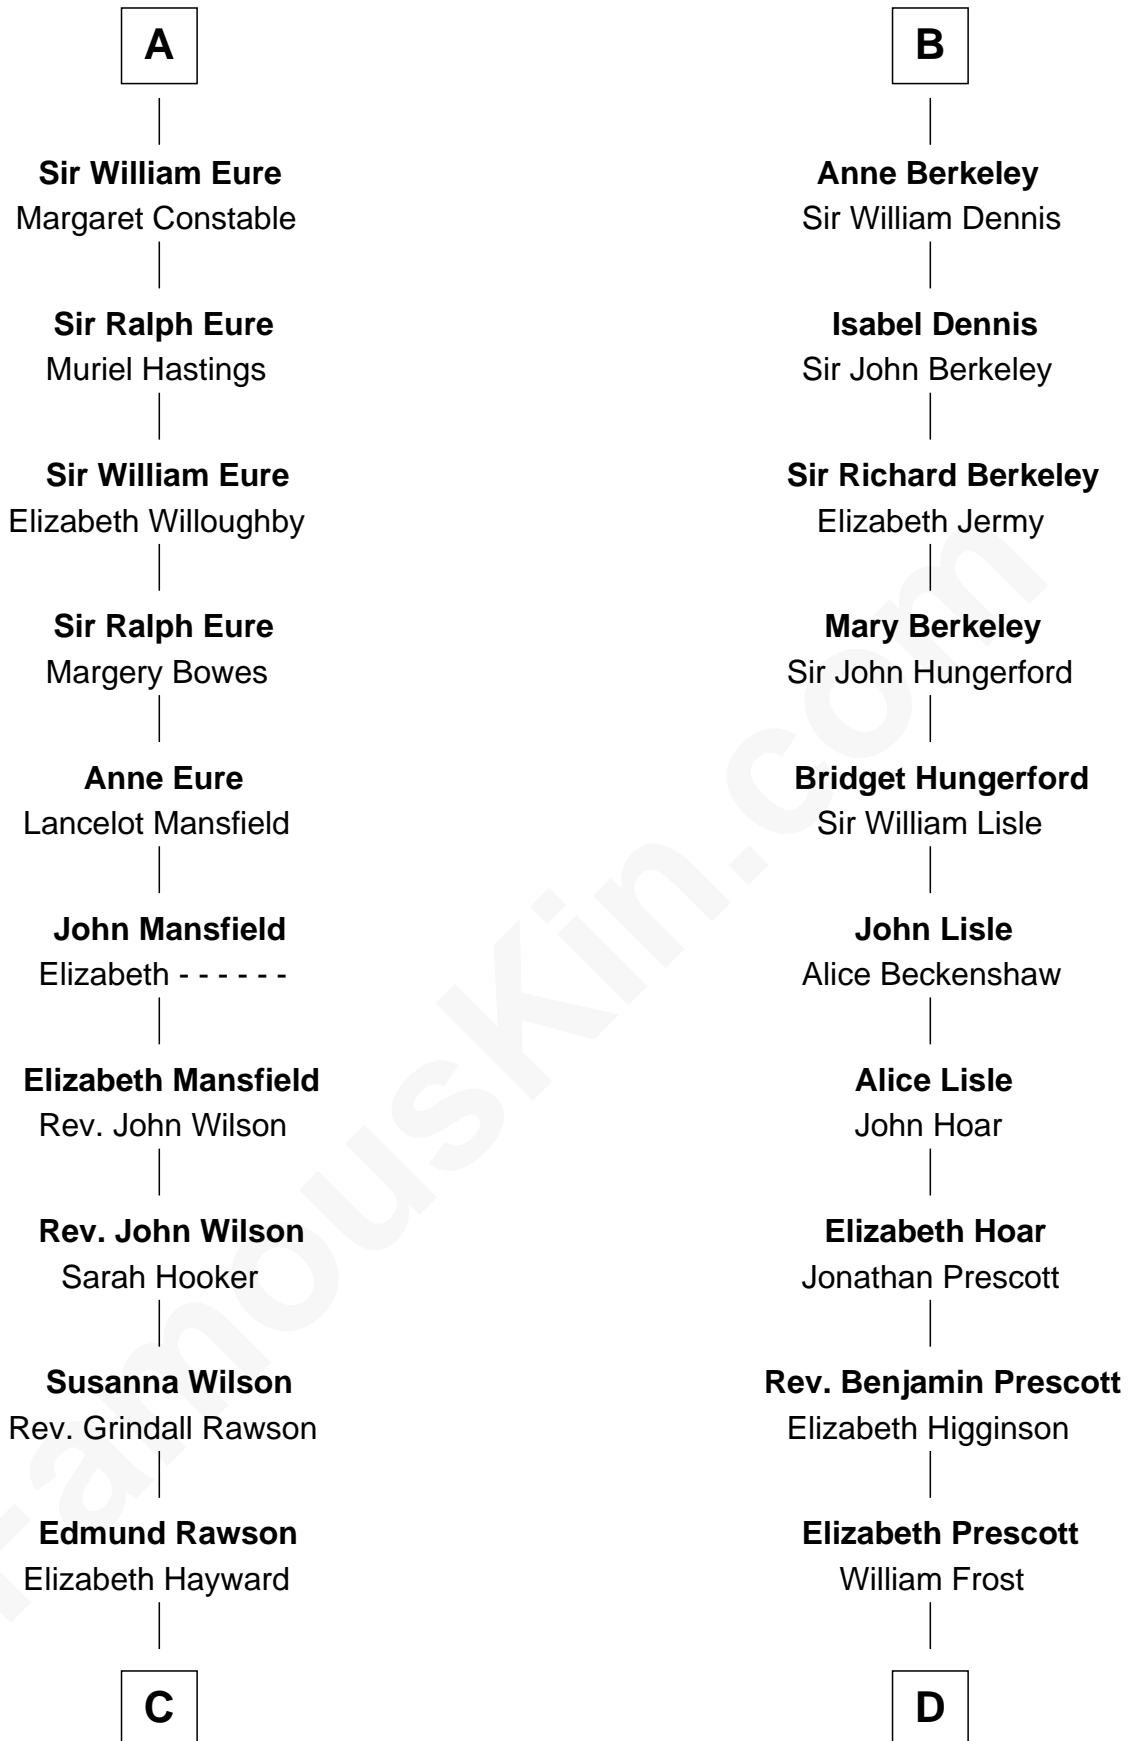 A
Sir William Eure
Margaret Constable
Sir Ralph Eure
Muriel Hastings
Sir William Eure
Elizabeth Willoughby
Sir Ralph Eure
Margery Bowes
Anne Eure
Lancelot Mansfield
John Mansfield
Elizabeth - - - - - -
Elizabeth Mansfield
Rev. John Wilson
Rev. John Wilson
Sarah Hooker
Susanna Wilson
Rev. Grindall Rawson
Edmund Rawson
Elizabeth Hayward
C
B
Anne Berkeley
Sir William Dennis
Isabel Dennis
Sir John Berkeley
Sir Richard Berkeley
Elizabeth Jermy
Mary Berkeley
Sir John Hungerford
Bridget Hungerford
Sir William Lisle
John Lisle
Alice Beckenshaw
Alice Lisle
John Hoar
Elizabeth Hoar
Jonathan Prescott
Rev. Benjamin Prescott
Elizabeth Higginson
Elizabeth Prescott
William Frost
D
FamousKin.com